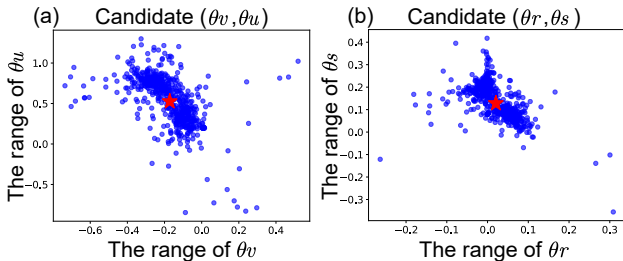 (a) Candidate (θv, θu)
The range of θu
1.0
0.5
0.0
−0.5
−0.6 −0.4 −0.2 0.0 0.2 0.4
The range of θv
(b) Candidate (θr, θs)
The range of θs
0.4
0.3
0.2
0.1
0.0
−0.1
−0.2
−0.3
−0.2 −0.1 0.0 0.1 0.2 0.3
The range of θr